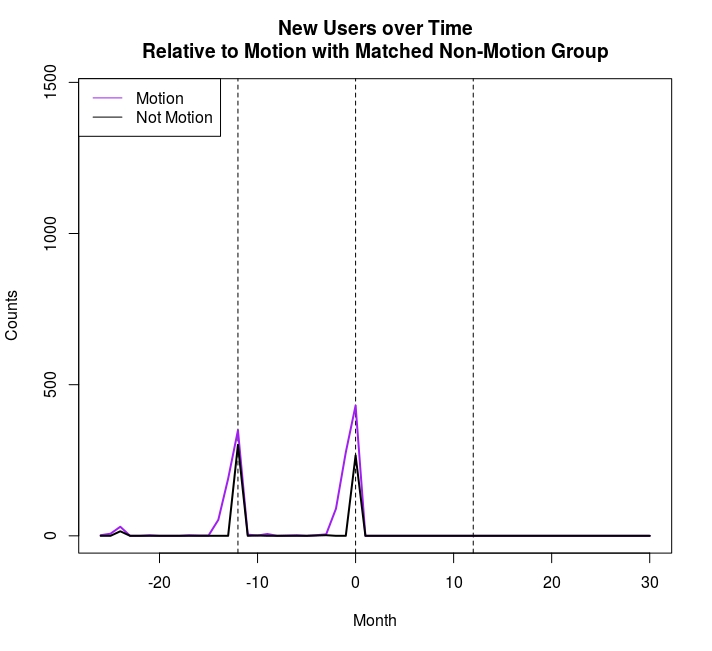 New Users over Time
Relative to Motion with Matched Non-Motion Group
Motion
Not Motion
1500
1000
500
0
Counts
-20 -10 0 10 20 30
Month